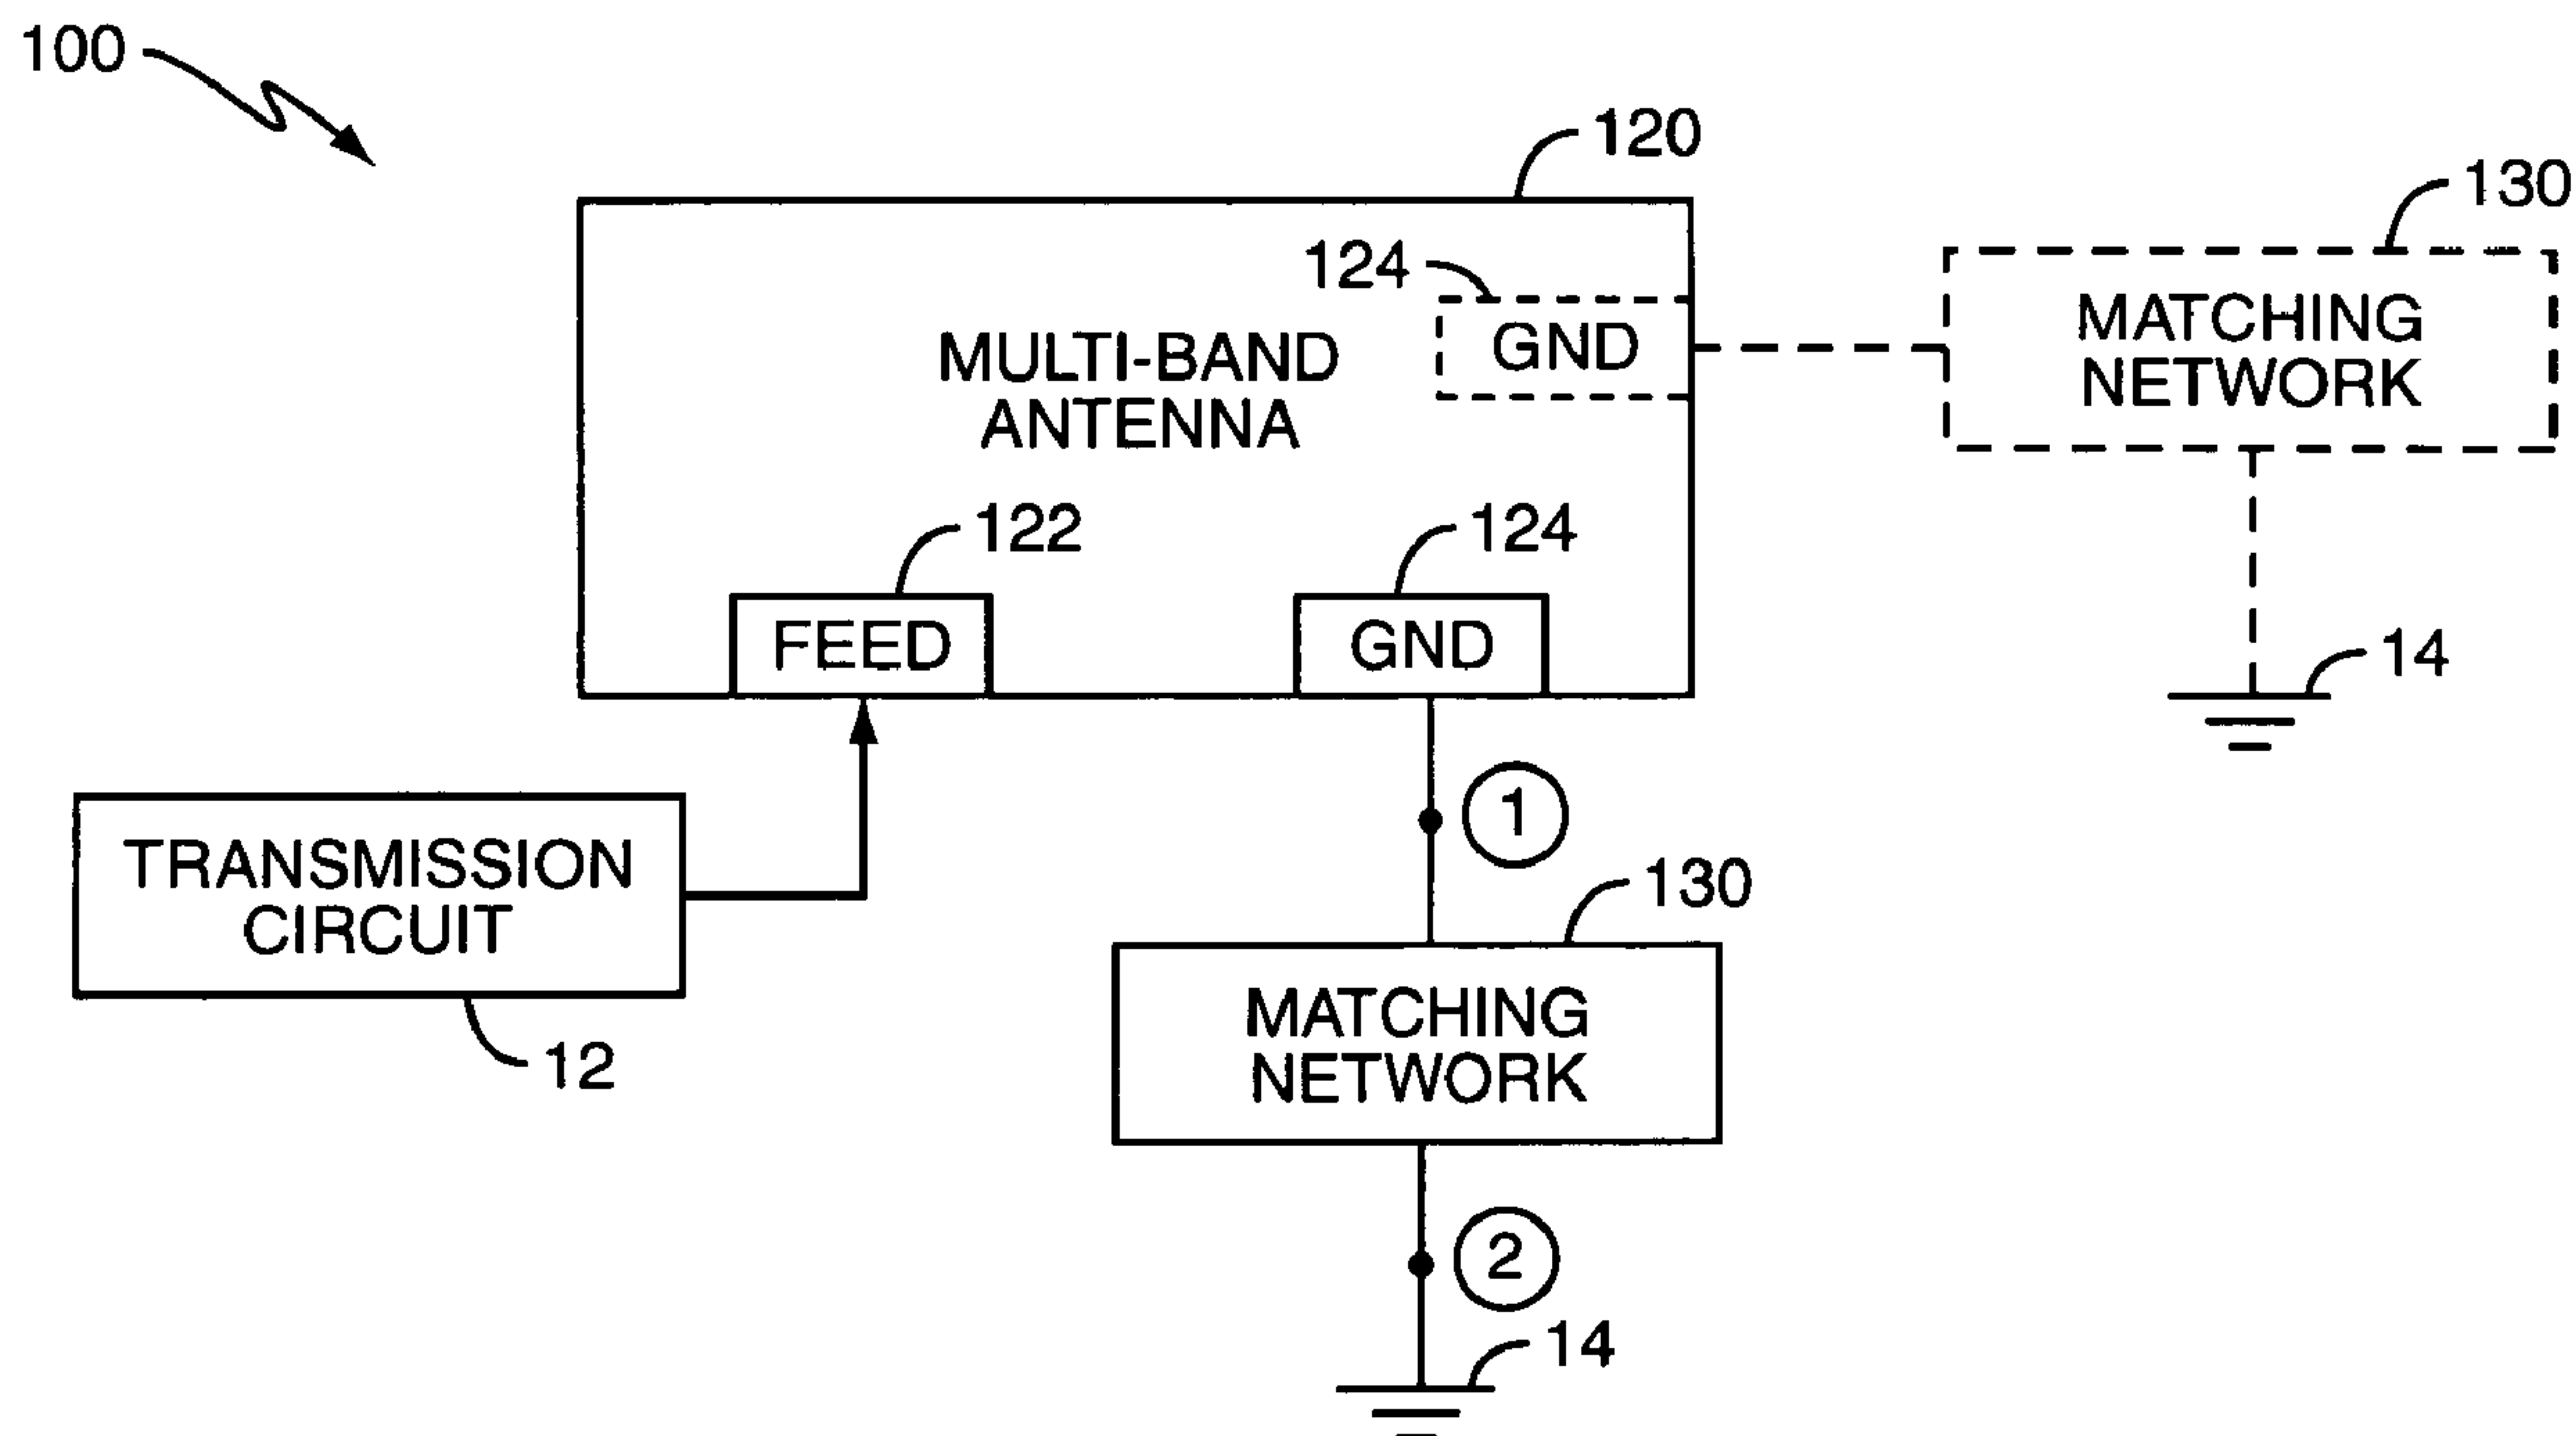 100
120
130
124
GND
MATCHING
NETWORK
MULTI-BAND
ANTENNA
122
124
FEED
GND
14
1
TRANSMISSION
CIRCUIT
130
12
MATCHING
NETWORK
2
14